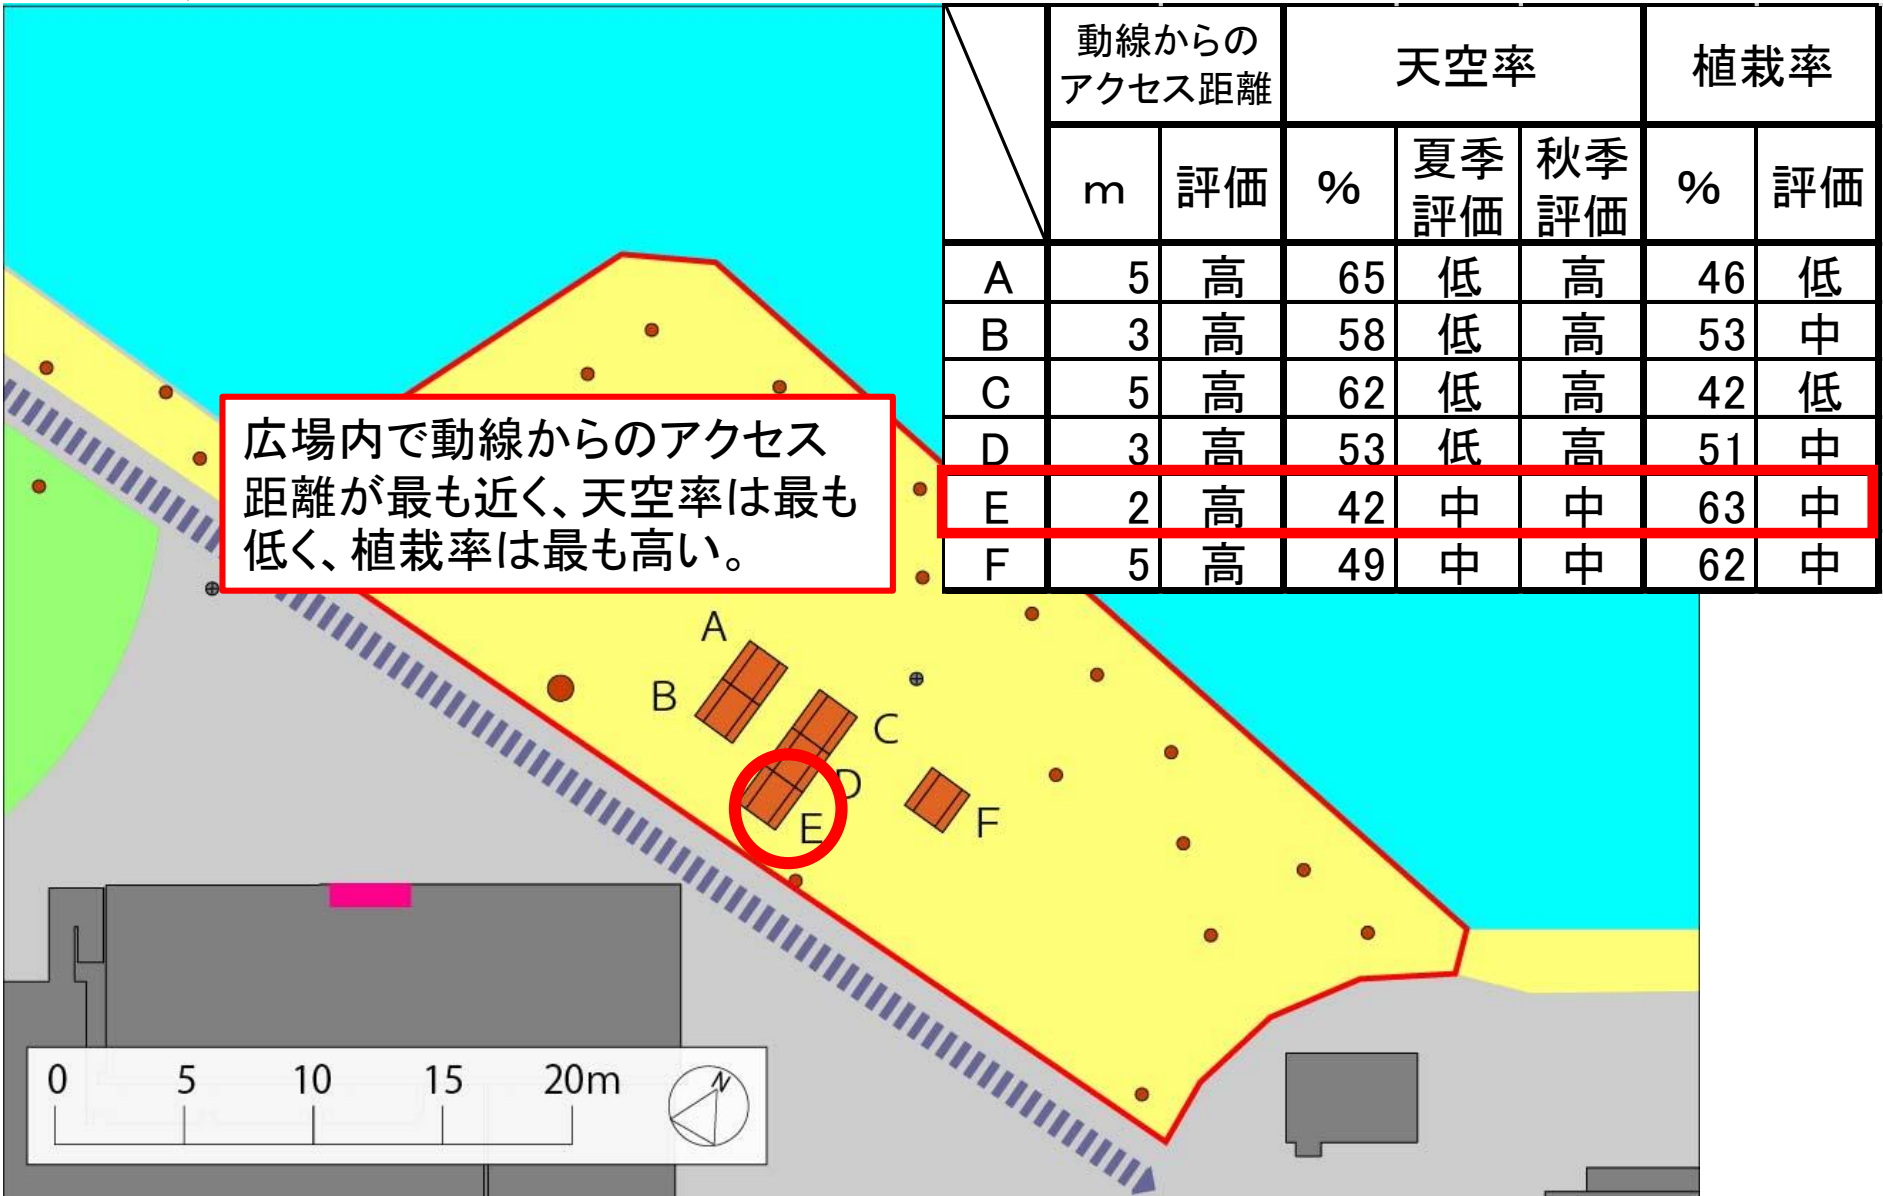 動線からの
アクセス距離 天空率 植栽率
m 評価 % 夏季評価 秋季評価 % 評価
A 5 高 65 低 高 46 低
B 3 高 58 低 高 53 中
C 5 高 62 低 高 42 低
D 3 高 53 低 高 51 中
E 2 高 42 中 中 63 中
F 5 高 49 中 中 62 中
広場内で動線からのアクセス
距離が最も近く、天空率は最も
低く、植栽率は最も高い。
A
B
C
D
E
F
0 5 10 15 20m
N